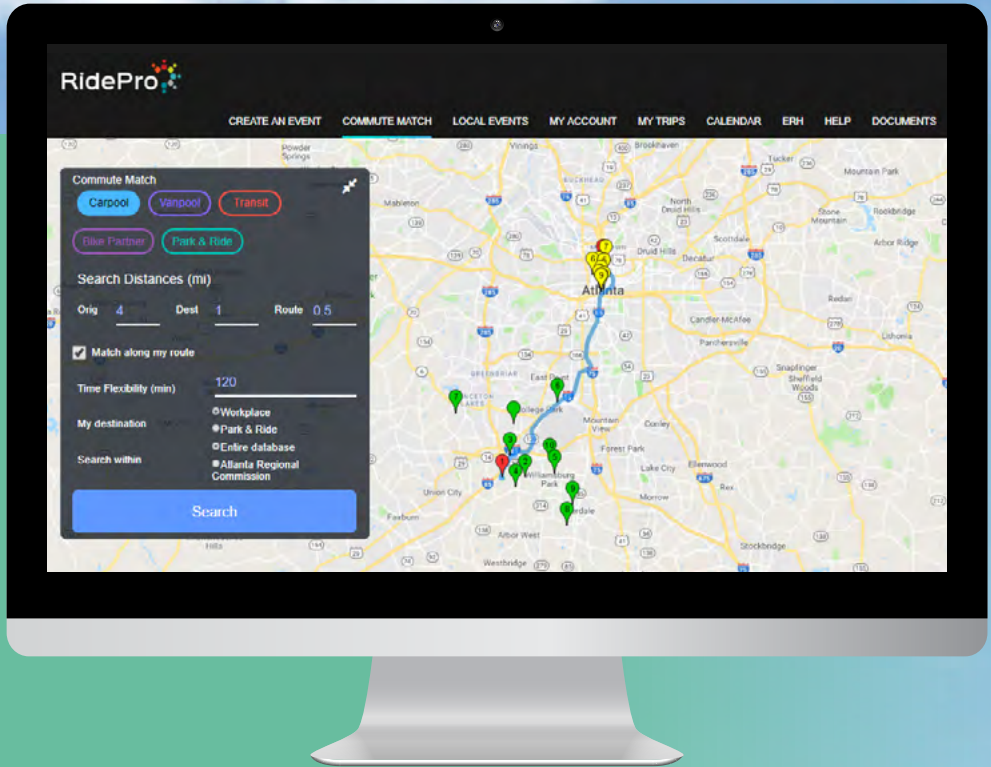 RidePro
CREATE AN EVENT COMMUTE MATCH LOCAL EVENTS MY ACCOUNT MY TRIPS CALENDAR ERH HELP DOCUMENTS
Commute Match
Carpool Vanpool Transit
Bike Partner Park & Ride
Search Distances (mi)
Orig 4 Dest 1 Route 0.5
Match along my route
Time Flexibility (min) 120
My destination
Workplace
Park & Ride
Search within
Entire database
Atlanta Regional
Commission
Search
Powder
Springs
Vinings
Brookhaven
Tucker
Mountain Park
BUCKHEAD
Mableton
North
Druid Hills
Stone
Mountain
Rockbridge
Scottdale
Arbor Ridge
Druid Hills
Decatur
Atlanta
Redan
Candler-McAfee
Lithonia
Panthersville
Snapfinger
Sheffield
Woods
East Point
College Park
Mountain
View
Conley
Forest Park
Lake City
Ellenwood
Rex
Williamsburg
Park
Union City
Morrow
Fairburn
Arbor West
Stockbridge
Westbridge
Hills